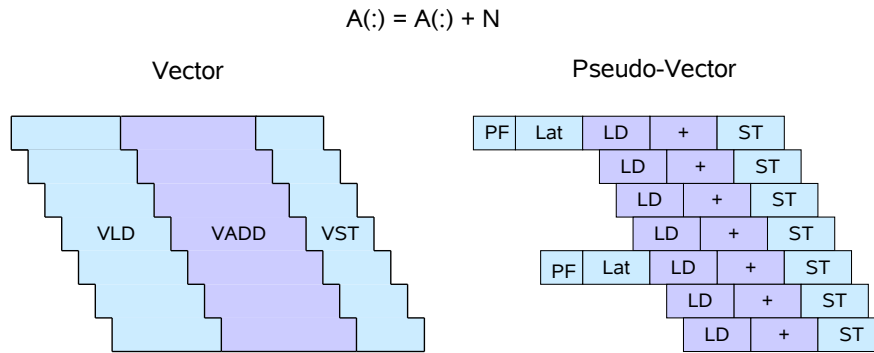 A(:) = A(:) + N
Vector
Pseudo-Vector
VLD VADD VST
PF Lat LD + ST
LD + ST
LD + ST
LD + ST
PF Lat LD + ST
LD + ST
LD + ST